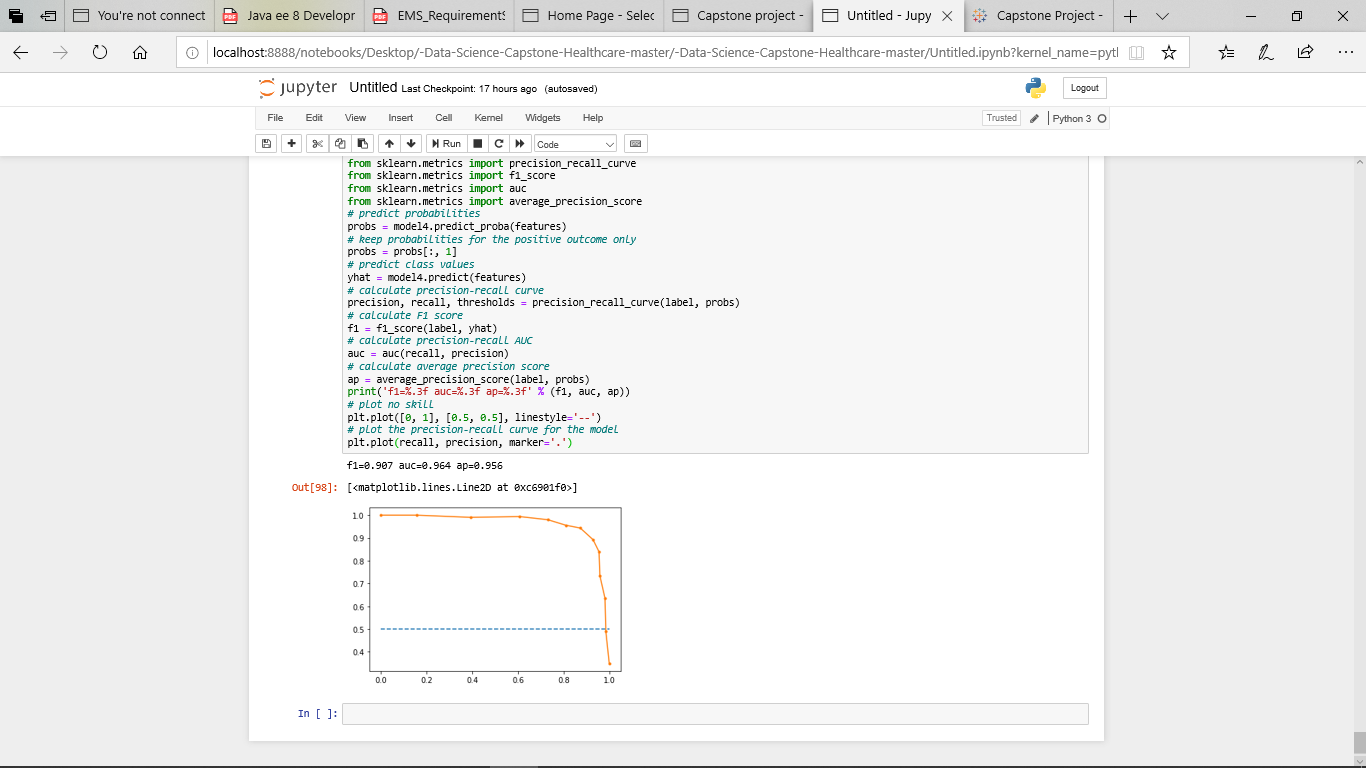 You're not connect
Java ee 8 Developr
EMS_Requirements
Home Page - Selec
Capstone project -
Untitled - Jupy
Capstone Project -
localhost:8888/notebooks/Desktop/-Data-Science-Capstone-Healthcare-master/-Data-Science-Capstone-Healthcare-master/Untitled.ipynb?kernel_name=pyt
jupyter Untitled Last Checkpoint: 17 hours ago (autosaved)
Logout
File Edit View Insert Cell Kernel Widgets Help
Trusted Python 3
Run Code
from sklearn.metrics import precision_recall_curve
from sklearn.metrics import f1_score
from sklearn.metrics import auc
from sklearn.metrics import average_precision_score
# predict probabilities
probs = model4.predict_proba(features)
# keep probabilities for the positive outcome only
probs = probs[:, 1]
# predict class values
yhat = model4.predict(features)
# calculate precision-recall curve
precision, recall, thresholds = precision_recall_curve(label, probs)
# calculate F1 score
f1 = f1_score(label, yhat)
# calculate precision-recall AUC
auc = auc(recall, precision)
# calculate average precision score
ap = average_precision_score(label, probs)
print('f1=%.3f auc=%.3f ap=%.3f' % (f1, auc, ap))
# plot no skill
plt.plot([0, 1], [0.5, 0.5], linestyle='--')
# plot the precision-recall curve for the model
plt.plot(recall, precision, marker='.')
f1=0.907 auc=0.964 ap=0.956
Out[98]: [<matplotlib.lines.Line2D at 0xc6901f0>]
1.0
0.9
0.8
0.7
0.6
0.5
0.4
0.0 0.2 0.4 0.6 0.8 1.0
In [ ]: